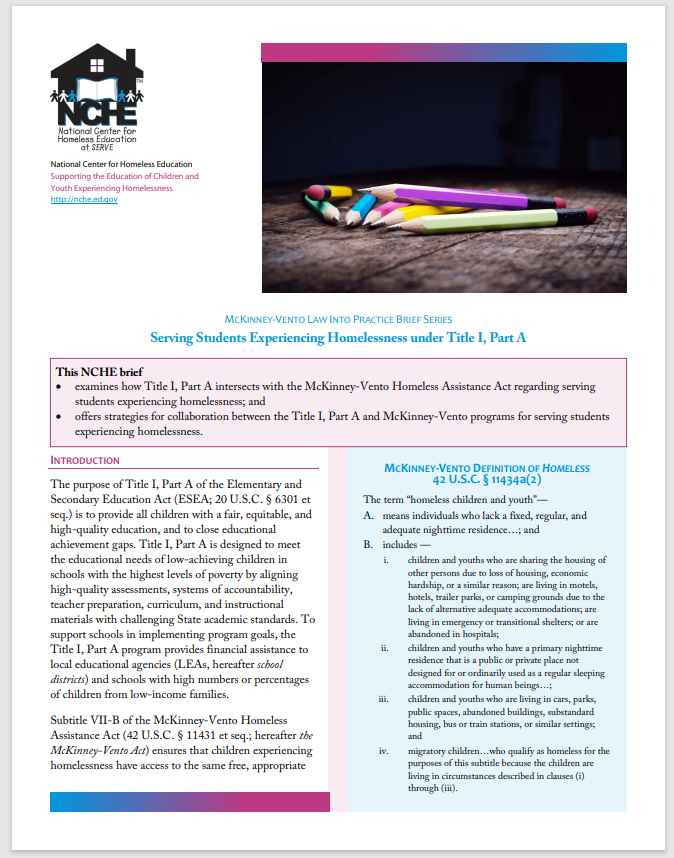 NCHE
TM
National Center for
Homeless Education
at SERVE
National Center for Homeless Education
Supporting the Education of Children and
Youth Experiencing Homelessness
http://nche.ed.gov
McKinney-Vento Law Into Practice Brief Series
Serving Students Experiencing Homelessness under Title I, Part A
This NCHE brief
• examines how Title I, Part A intersects with the McKinney-Vento Homeless Assistance Act regarding serving
students experiencing homelessness; and
• offers strategies for collaboration between the Title I, Part A and McKinney-Vento programs for serving students
experiencing homelessness.
Introduction
The purpose of Title I, Part A of the Elementary and
Secondary Education Act (ESEA; 20 U.S.C. § 6301 et
seq.) is to provide all children with a fair, equitable, and
high-quality education, and to close educational
achievement gaps. Title I, Part A is designed to meet
the educational needs of low-achieving children in
schools with the highest levels of poverty by aligning
high-quality assessments, systems of accountability,
teacher preparation, curriculum, and instructional
materials with challenging State academic standards. To
support schools in implementing program goals, the
Title I, Part A program provides financial assistance to
local educational agencies (LEAs, hereafter school
districts) and schools with high numbers or percentages
of children from low-income families.
Subtitle VII-B of the McKinney-Vento Homeless
Assistance Act (42 U.S.C. § 11431 et seq.; hereafter the
McKinney-Vento Act) ensures that children experiencing
homelessness have access to the same free, appropriate
McKinney-Vento Definition of Homeless
42 U.S.C. § 11434a(2)
The term “homeless children and youth”—
A. means individuals who lack a fixed, regular, and
adequate nighttime residence…; and
B. includes —
i. children and youths who are sharing the housing of
other persons due to loss of housing, economic
hardship, or a similar reason; are living in motels,
hotels, trailer parks, or camping grounds due to the
lack of alternative adequate accommodations; are
living in emergency or transitional shelters; or are
abandoned in hospitals;
ii. children and youths who have a primary nighttime
residence that is a public or private place not
designed for or ordinarily used as a regular sleeping
accommodation for human beings…;
iii. children and youths who are living in cars, parks,
public spaces, abandoned buildings, substandard
housing, bus or train stations, or similar settings;
and
iv. migratory children…who qualify as homeless for the
purposes of this subtitle because the children are
living in circumstances described in clauses (i)
through (iii).